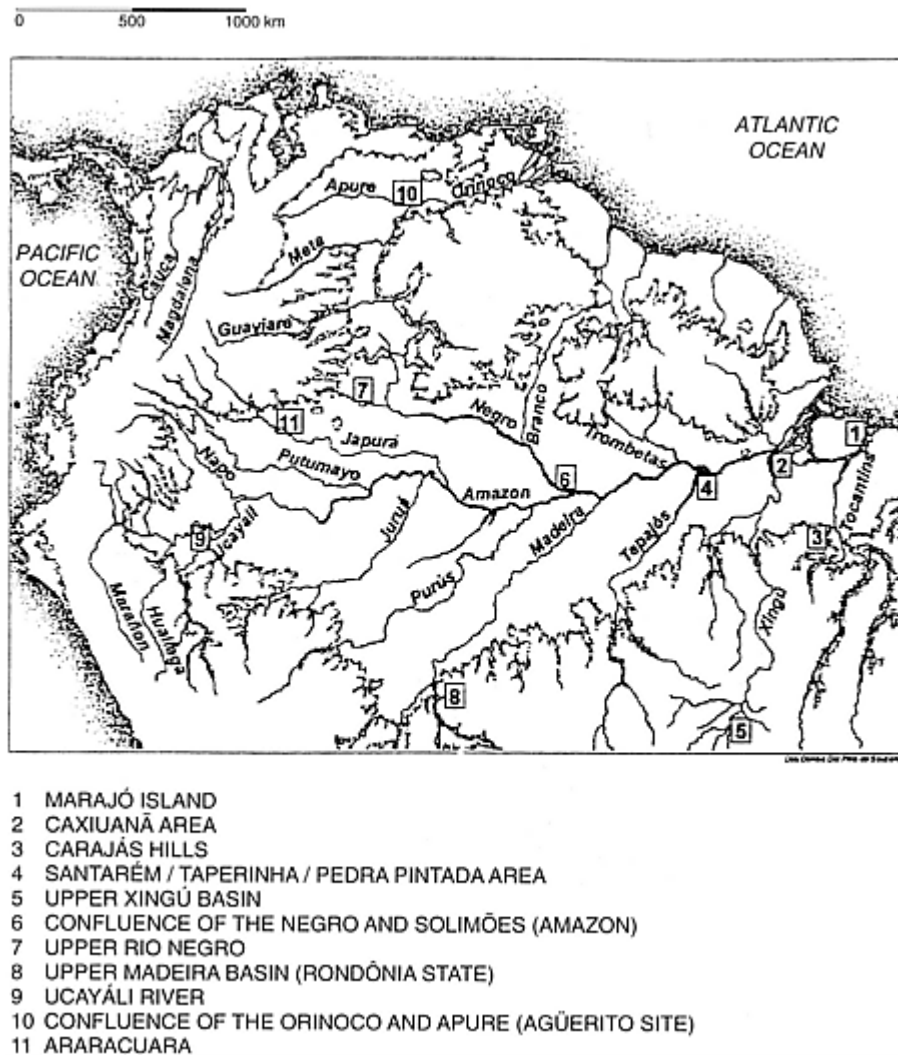 0 500 1000 km
ATLANTIC
OCEAN
PACIFIC
OCEAN
Apure
10
Orinoco
Meta
Cauca
Magdalena
Guaviare
7
Negro
Branco
11
Japurá
Trombetas
1
2
Napo
Putumayo
6
4
Amazon
Tocantins
9
Ucayali
Juruá
Madeira
Tapajós
3
Purús
Marañon
Huallaga
Xingú
8
5
1 MARAJÓ ISLAND
2 CAXIUANÃ AREA
3 CARAJÁS HILLS
4 SANTARÉM / TAPERINHA / PEDRA PINTADA AREA
5 UPPER XINGÚ BASIN
6 CONFLUENCE OF THE NEGRO AND SOLIMÕES (AMAZON)
7 UPPER RIO NEGRO
8 UPPER MADEIRA BASIN (RONDÔNIA STATE)
9 UCAYÁLI RIVER
10 CONFLUENCE OF THE ORINOCO AND APURE (AGÜERITO SITE)
11 ARARACUARA